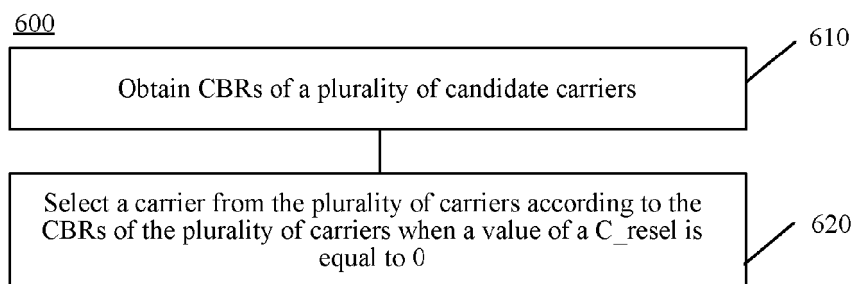 600
610
Obtain CBRs of a plurality of candidate carriers
Select a carrier from the plurality of carriers according to the
CBRs of the plurality of carriers when a value of a C_resel is
equal to 0
620